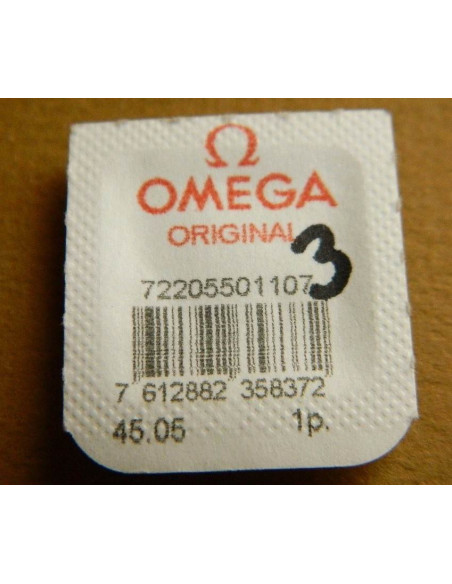 Ω
OMEGA
ORIGINAL
3
72205501107
7 612882 358372
45.05 1p.